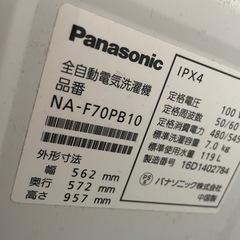 Panasonic
全自動電気洗濯機
品番
NA-F70PB10
外形寸法
幅 562 mm
奥行 572 mm
高さ 957 mm
IPX4
定格電圧 100
定格周波数 50/60
定格消費電力 480/545
標準洗濯容量 7.0 k
標準使用水量 119 L
製造番号 16D1402784
パナソニック株式会社
中国製